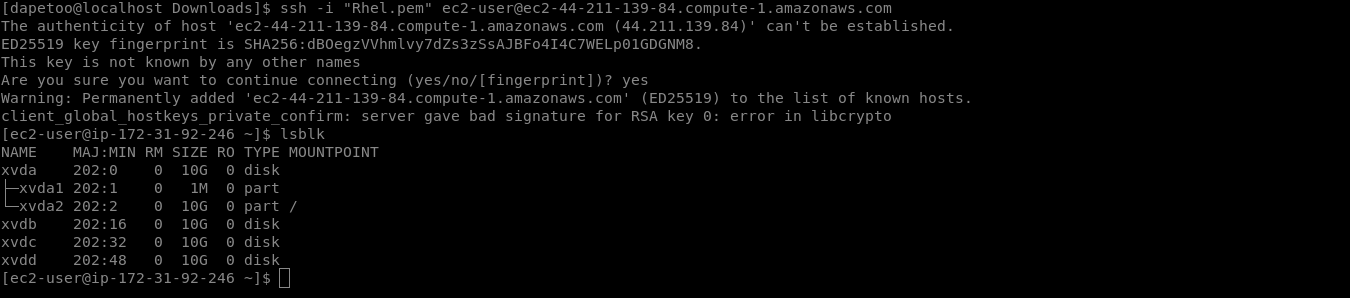 [dapetoo@localhost Downloads]$ ssh -i "Rhel.pem" ec2-user@ec2-44-211-139-84.compute-1.amazonaws.com
The authenticity of host 'ec2-44-211-139-84.compute-1.amazonaws.com (44.211.139.84)' can't be established.
ED25519 key fingerprint is SHA256:dBOegzVVhmlvy7dZs3zSsAJBFo4I4C7WELp01GDGNM8.
This key is not known by any other names
Are you sure you want to continue connecting (yes/no/[fingerprint])? yes
Warning: Permanently added 'ec2-44-211-139-84.compute-1.amazonaws.com' (ED25519) to the list of known hosts.
client_global_hostkeys_private_confirm: server gave bad signature for RSA key 0: error in libcrypto
[ec2-user@ip-172-31-92-246 ~]$ lsblk
NAME    MAJ:MIN RM SIZE RO TYPE MOUNTPOINT
xvda    202:0    0  10G  0 disk
├─xvda1 202:1    0   1M  0 part
└─xvda2 202:2    0  10G  0 part /
xvdb    202:16   0  10G  0 disk
xvdc    202:32   0  10G  0 disk
xvdd    202:48   0  10G  0 disk
[ec2-user@ip-172-31-92-246 ~]$